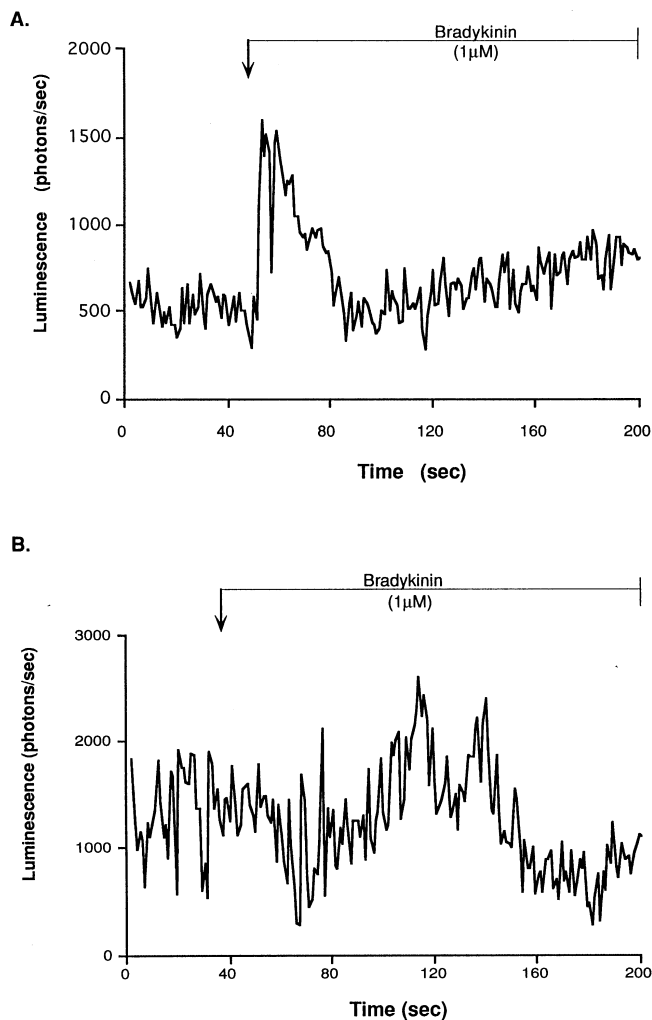 A.
Bradykinin
(1µM)
2000
1500
1000
500
0
Luminescence (photons/sec)
0 40 80 120 160 200
Time (sec)
B.
Bradykinin
(1µM)
3000
2000
1000
0
Luminescence (photons/sec)
0 40 80 120 160 200
Time (sec)